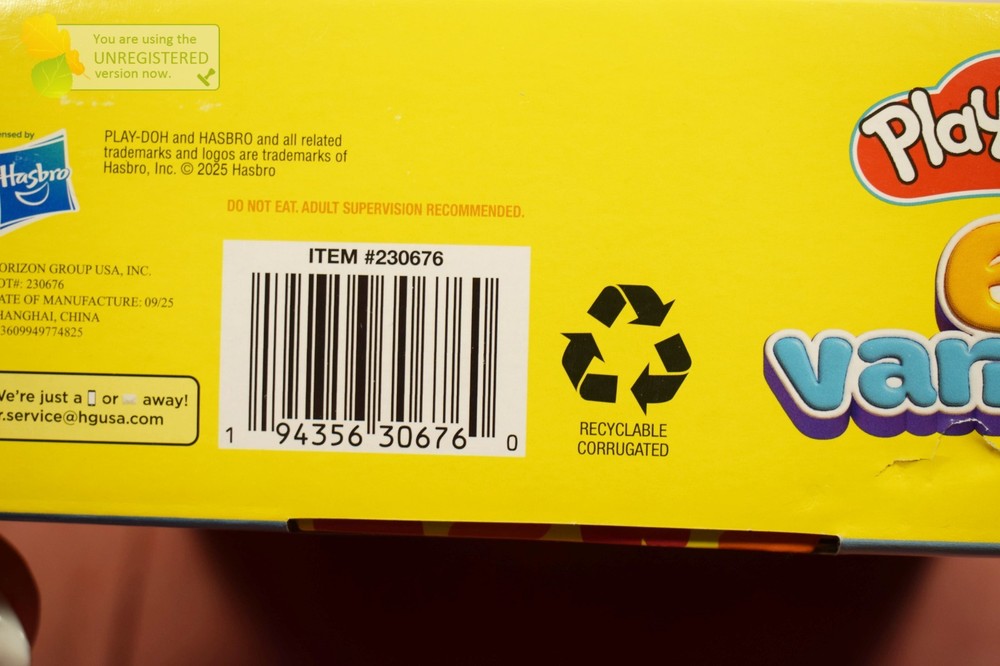 You are using the
UNREGISTERED
version now.
ensed by
Hasbro
PLAY-DOH and HASBRO and all related
trademarks and logos are trademarks of
Hasbro, Inc. © 2025 Hasbro
DO NOT EAT. ADULT SUPERVISION RECOMMENDED.
ORIZON GROUP USA, INC.
OT#: 230676
ATE OF MANUFACTURE: 09/25
HANGHAI, CHINA
3609949774825
We're just a or away!
r.service@hgusa.com
ITEM #230676
1 94356 30676 0
RECYCLABLE
CORRUGATED
Play
van